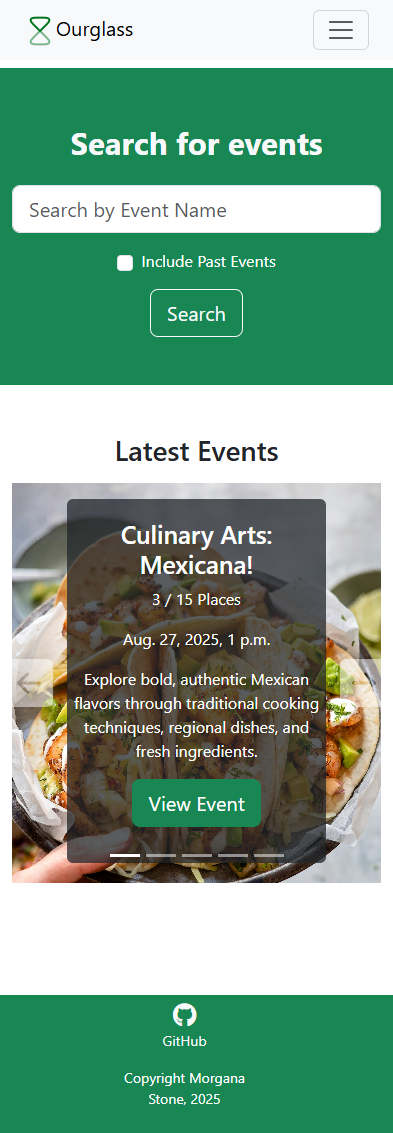 Ourglass
Search for events
Search by Event Name
Include Past Events
Search
Latest Events
Culinary Arts:
Mexicana!
3 / 15 Places
Aug. 27, 2025, 1 p.m.
Explore bold, authentic Mexican
flavors through traditional cooking
techniques, regional dishes, and
fresh ingredients.
View Event
GitHub
Copyright Morgana
Stone, 2025